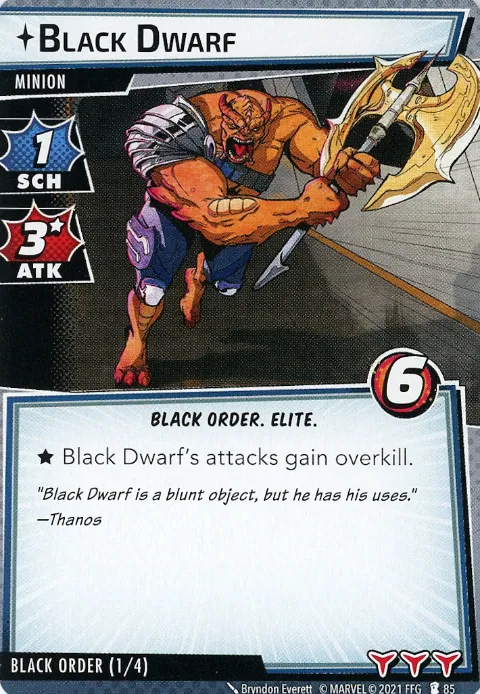 BLACK DWARF
MINION
1
SCH
3★
ATK
6
BLACK ORDER. ELITE.
★ Black Dwarf's attacks gain overkill.
"Black Dwarf is a blunt object, but he has his uses."
—Thanos
BLACK ORDER (1/4)
Bryndon Everett © MARVEL © 2021 FFG 85